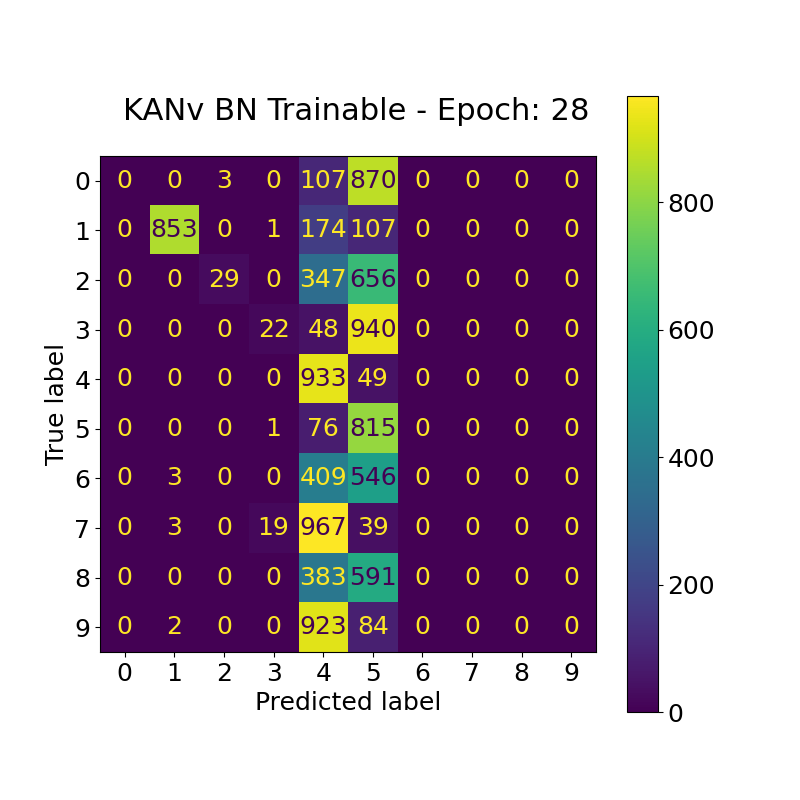 KANv BN Trainable - Epoch: 28
0 0 0 3 0 107 870 0 0 0 0
1 0 853 0 1 174 107 0 0 0 0
2 0 0 29 0 347 656 0 0 0 0
3 0 0 0 22 48 940 0 0 0 0
4 0 0 0 0 933 49 0 0 0 0
5 0 0 0 1 76 815 0 0 0 0
6 0 3 0 0 409 546 0 0 0 0
7 0 3 0 19 967 39 0 0 0 0
8 0 0 0 0 383 591 0 0 0 0
9 0 2 0 0 923 84 0 0 0 0
0 1 2 3 4 5 6 7 8 9
Predicted label
True label
800
600
400
200
0